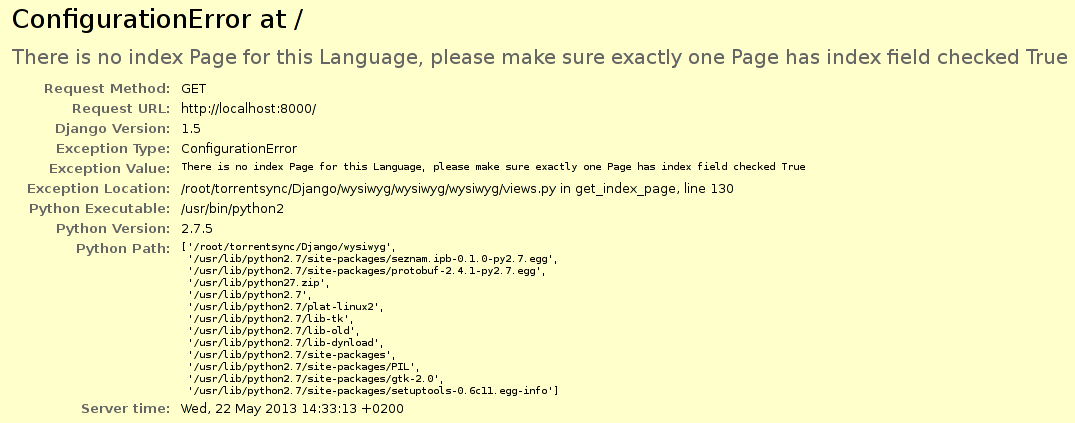 ConfigurationError at /
There is no index Page for this Language, please make sure exactly one Page has index field checked True
Request Method: GET
Request URL: http://localhost:8000/
Django Version: 1.5
Exception Type: ConfigurationError
Exception Value: There is no index Page for this Language, please make sure exactly one Page has index field checked True
Exception Location: /root/torrentsync/Django/wysiwyg/wysiwyg/wysiwyg/views.py in get_index_page, line 130
Python Executable: /usr/bin/python2
Python Version: 2.7.5
Python Path: ['/root/torrentsync/Django/wysiwyg',
'/usr/lib/python2.7/site-packages/seznam.ipb-0.1.0-py2.7.egg',
'/usr/lib/python2.7/site-packages/protobuf-2.4.1-py2.7.egg',
'/usr/lib/python27.zip',
'/usr/lib/python2.7',
'/usr/lib/python2.7/plat-linux2',
'/usr/lib/python2.7/lib-tk',
'/usr/lib/python2.7/lib-old',
'/usr/lib/python2.7/lib-dynload',
'/usr/lib/python2.7/site-packages',
'/usr/lib/python2.7/site-packages/PIL',
'/usr/lib/python2.7/site-packages/gtk-2.0',
'/usr/lib/python2.7/site-packages/setuptools-0.6c11.egg-info']
Server time: Wed, 22 May 2013 14:33:13 +0200